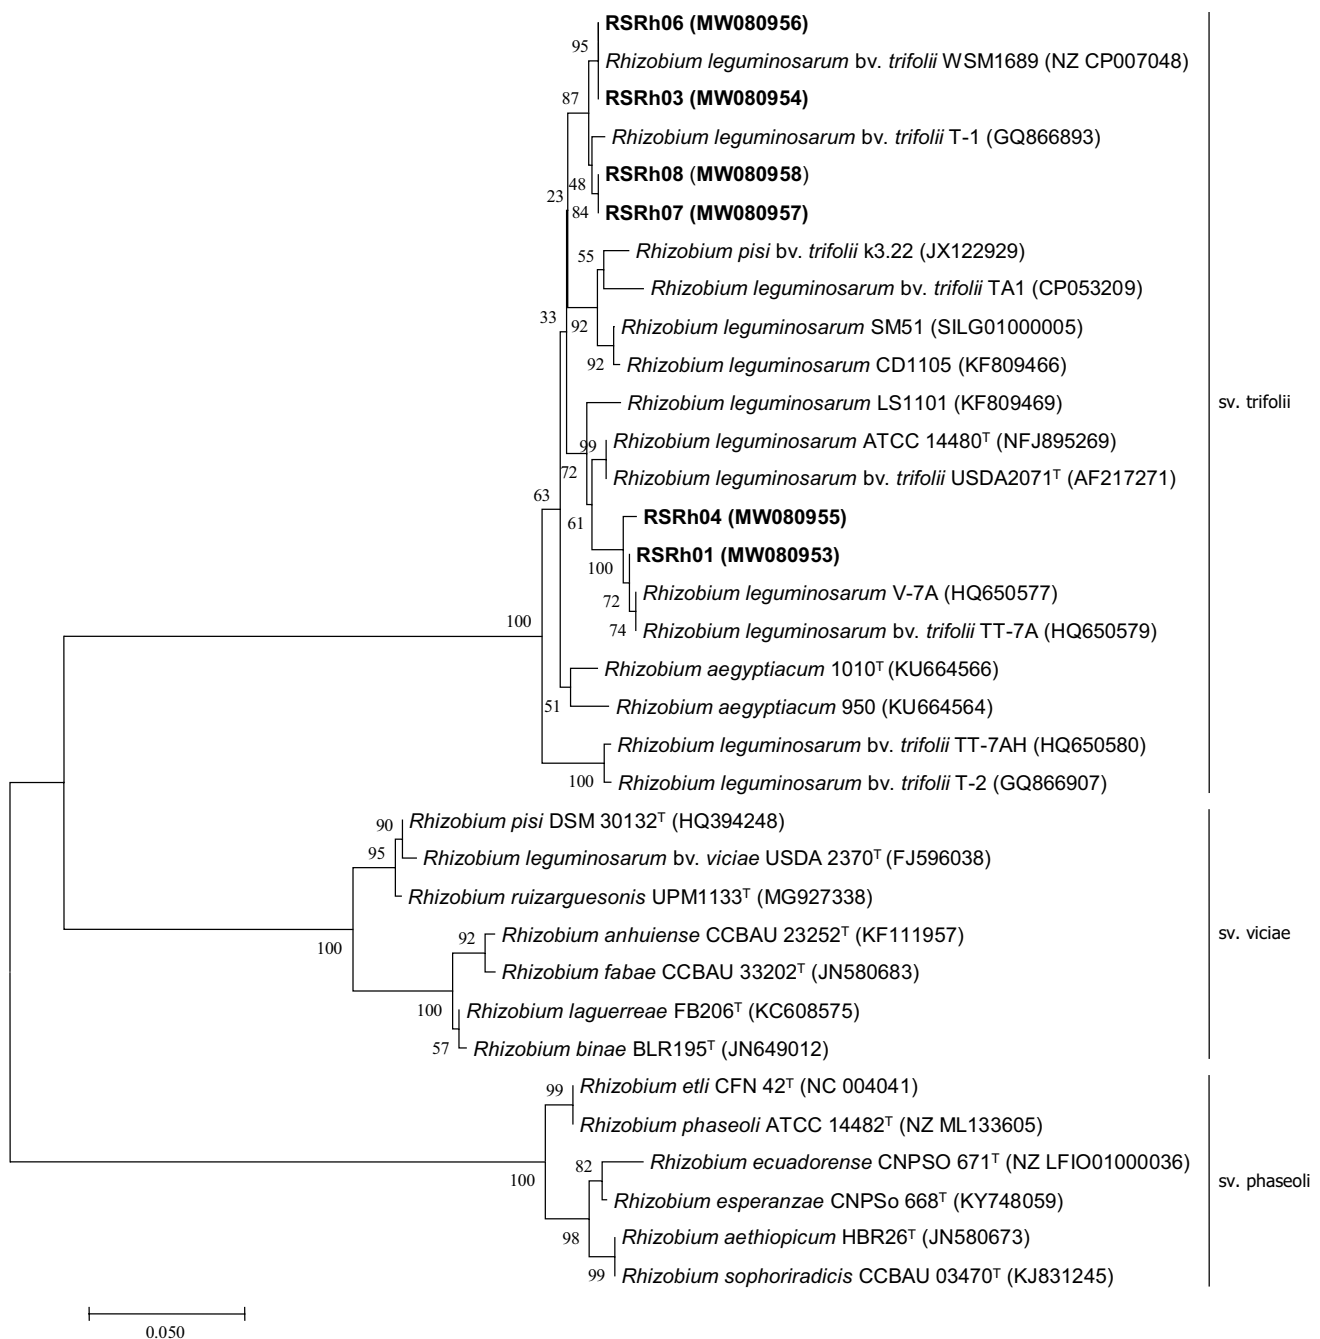 RSRh06 (MW080956)
95
Rhizobium leguminosarum bv. trifolii WSM1689 (NZ CP007048)
87
RSRh03 (MW080954)
Rhizobium leguminosarum bv. trifolii T-1 (GQ866893)
RSRh08 (MW080958)
48
23
84
RSRh07 (MW080957)
Rhizobium pisi bv. trifolii k3.22 (JX122929)
55
Rhizobium leguminosarum bv. trifolii TA1 (CP053209)
33
92
Rhizobium leguminosarum SM51 (SILG01000005)
92
Rhizobium leguminosarum CD1105 (KF809466)
Rhizobium leguminosarum LS1101 (KF809469)
sv. trifolii
99
Rhizobium leguminosarum ATCC 14480ᵀ (NFJ895269)
72
Rhizobium leguminosarum bv. trifolii USDA2071ᵀ (AF217271)
63
61
RSRh04 (MW080955)
RSRh01 (MW080953)
100
72
Rhizobium leguminosarum V-7A (HQ650577)
100
74
Rhizobium leguminosarum bv. trifolii TT-7A (HQ650579)
Rhizobium aegyptiacum 1010ᵀ (KU664566)
51
Rhizobium aegyptiacum 950 (KU664564)
Rhizobium leguminosarum bv. trifolii TT-7AH (HQ650580)
100
Rhizobium leguminosarum bv. trifolii T-2 (GQ866907)
90
Rhizobium pisi DSM 30132ᵀ (HQ394248)
95
Rhizobium leguminosarum bv. viciae USDA 2370ᵀ (FJ596038)
Rhizobium ruizarguesonis UPM1133ᵀ (MG927338)
100
92
Rhizobium anhuiense CCBAU 23252ᵀ (KF111957)
sv. viciae
Rhizobium fabae CCBAU 33202ᵀ (JN580683)
100
Rhizobium laguerreae FB206ᵀ (KC608575)
57
Rhizobium binae BLR195ᵀ (JN649012)
99
Rhizobium etli CFN 42ᵀ (NC 004041)
Rhizobium phaseoli ATCC 14482ᵀ (NZ ML133605)
100
82
Rhizobium ecuadorense CNPSO 671ᵀ (NZ LFIO01000036)
sv. phaseoli
Rhizobium esperanzae CNPSo 668ᵀ (KY748059)
98
Rhizobium aethiopicum HBR26ᵀ (JN580673)
99
Rhizobium sophoriradicis CCBAU 03470ᵀ (KJ831245)
0.050